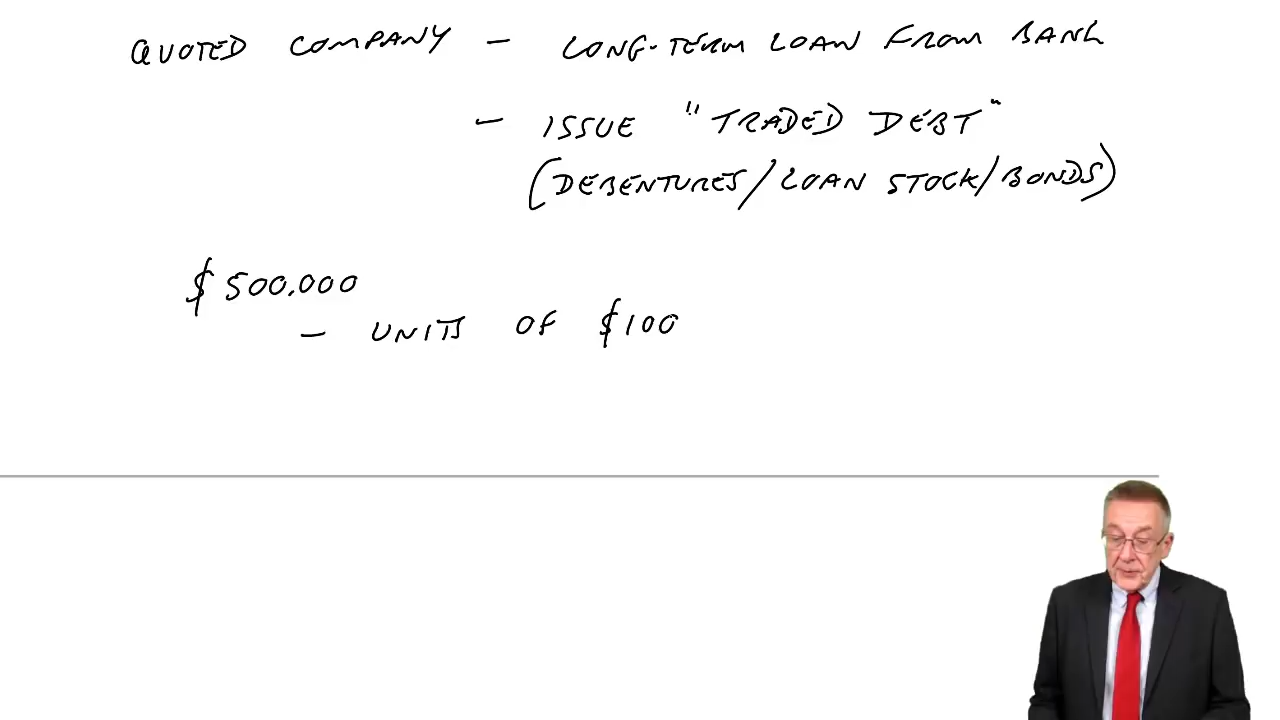 QUOTED COMPANY - LONG-TERM LOAN FROM BANK
- ISSUE "TRADED DEBT"
(DEBENTURES/LOAN STOCK/BONDS)
$500,000
- UNITS OF $100